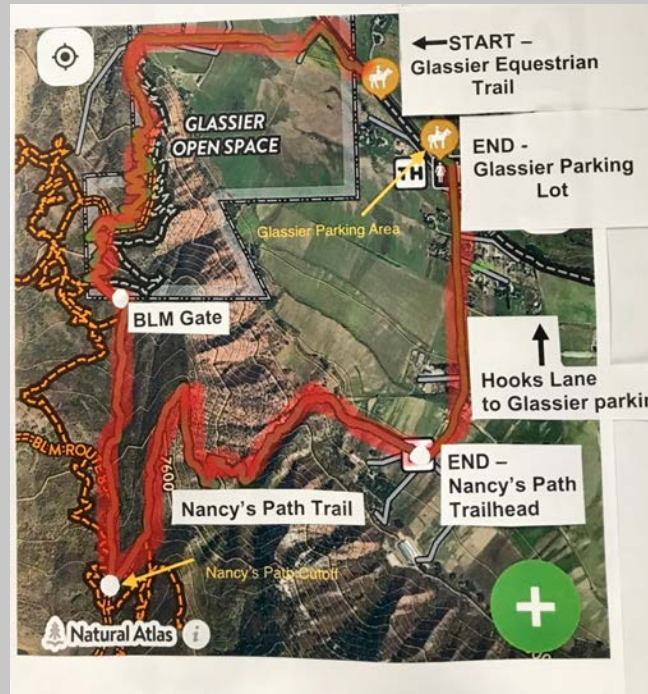 ←START –
Glassier Equestrian
Trail
GLASSIER
OPEN SPACE
END -
Glassier Parking
Lot
TH
Glassier Parking Area
BLM Gate
Hooks Lane
to Glassier parkin
BLM ROUTE 8
7600
END –
Nancy's Path
Trailhead
Nancy's Path Trail
Nancy's Path Cutoff
Natural Atlas i
+